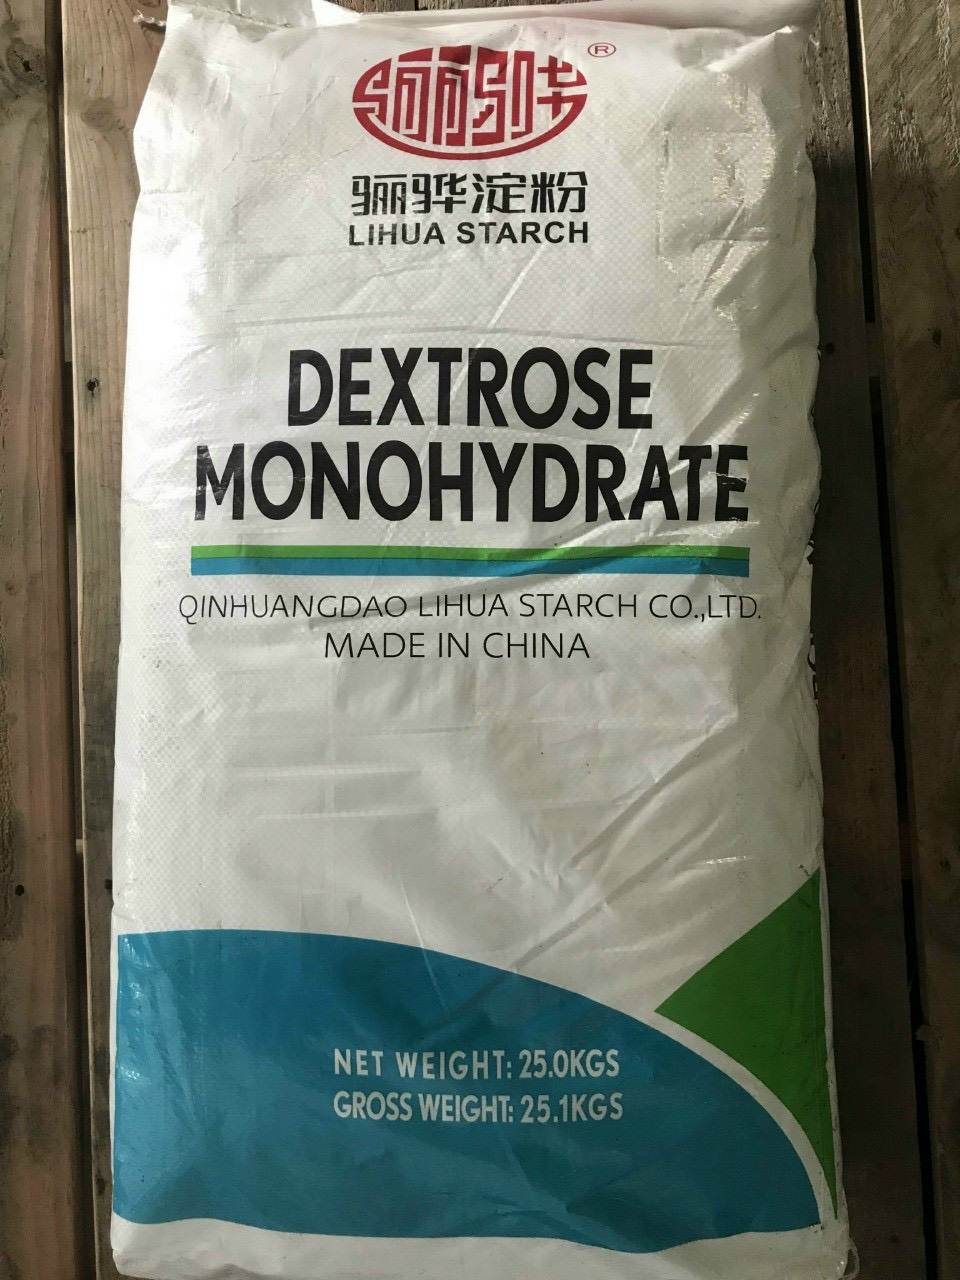 骊骅
®
骊骅淀粉
LIHUA STARCH
DEXTROSE
MONOHYDRATE
QINHUANGDAO LIHUA STARCH CO.,LTD.
MADE IN CHINA
NET WEIGHT: 25.0KGS
GROSS WEIGHT: 25.1KGS